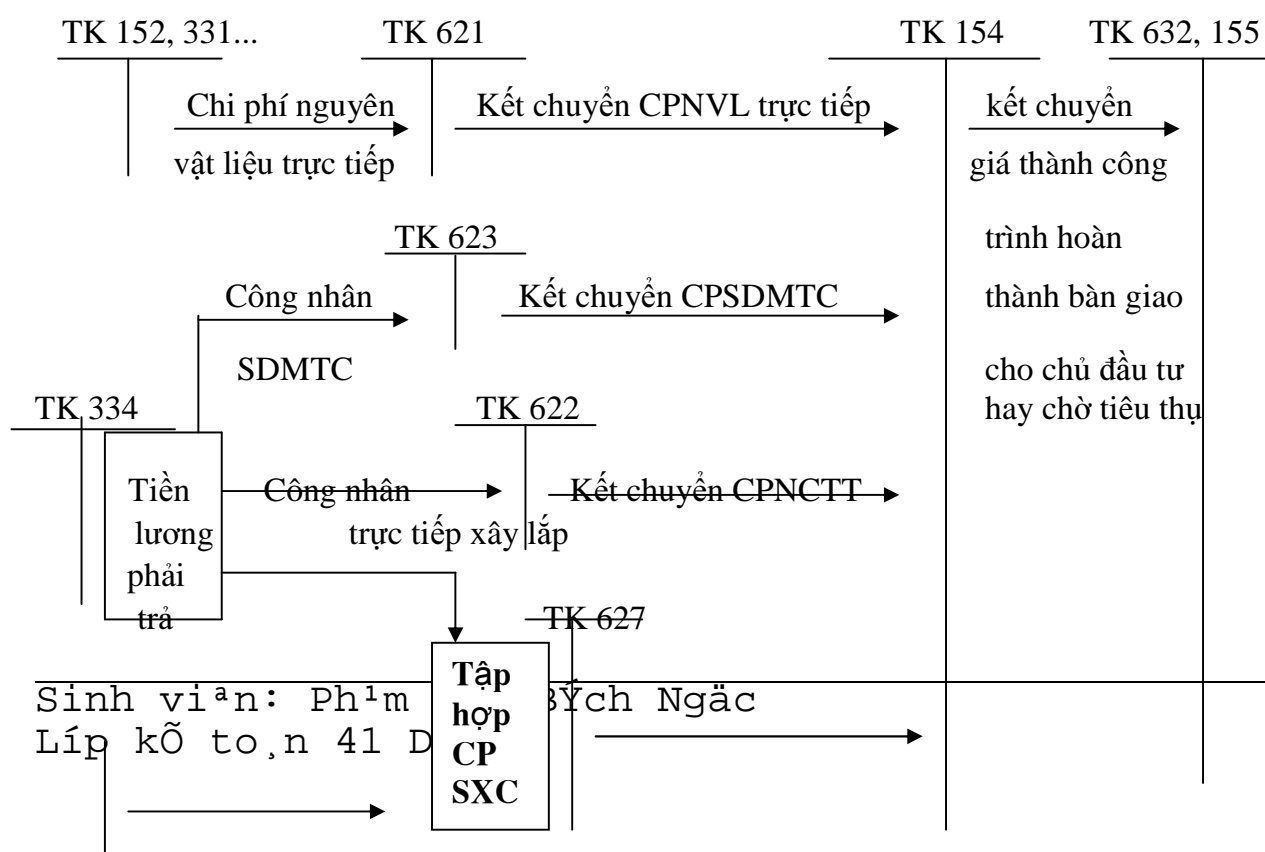 TK 152, 331... TK 621 TK 154 TK 632, 155
Chi phí nguyên Kết chuyển CPNVL trực tiếp kết chuyển
vật liệu trực tiếp giá thành công
TK 623 trình hoàn
Công nhân Kết chuyển CPSDMTC thành bàn giao
SDMTC cho chủ đầu tư
TK 334 TK 622 hay chờ tiêu thụ
Tiền Công nhân Kết chuyển CPNCTT
lương trực tiếp xây lắp
phải
trả TK 627
Tập
hợp
CP
SXC
Sinh viªn: Ph¹m BÝch Ngäc
Líp kÕ to¸n 41 D